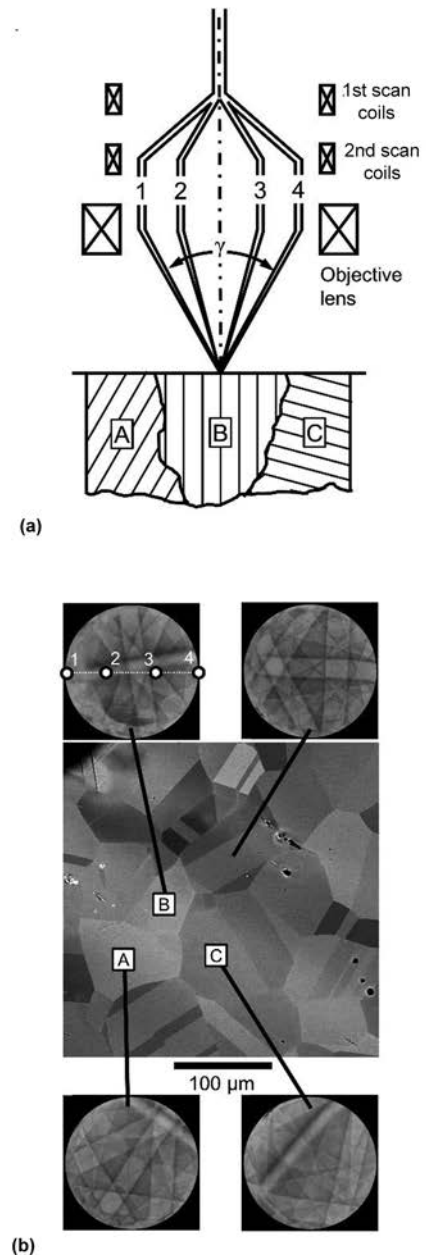 1st scan
coils
2nd scan
coils
1 2 3 4
γ
Objective
lens
A B C
(a)
1 2 3 4
B
A C
100 µm
(b)